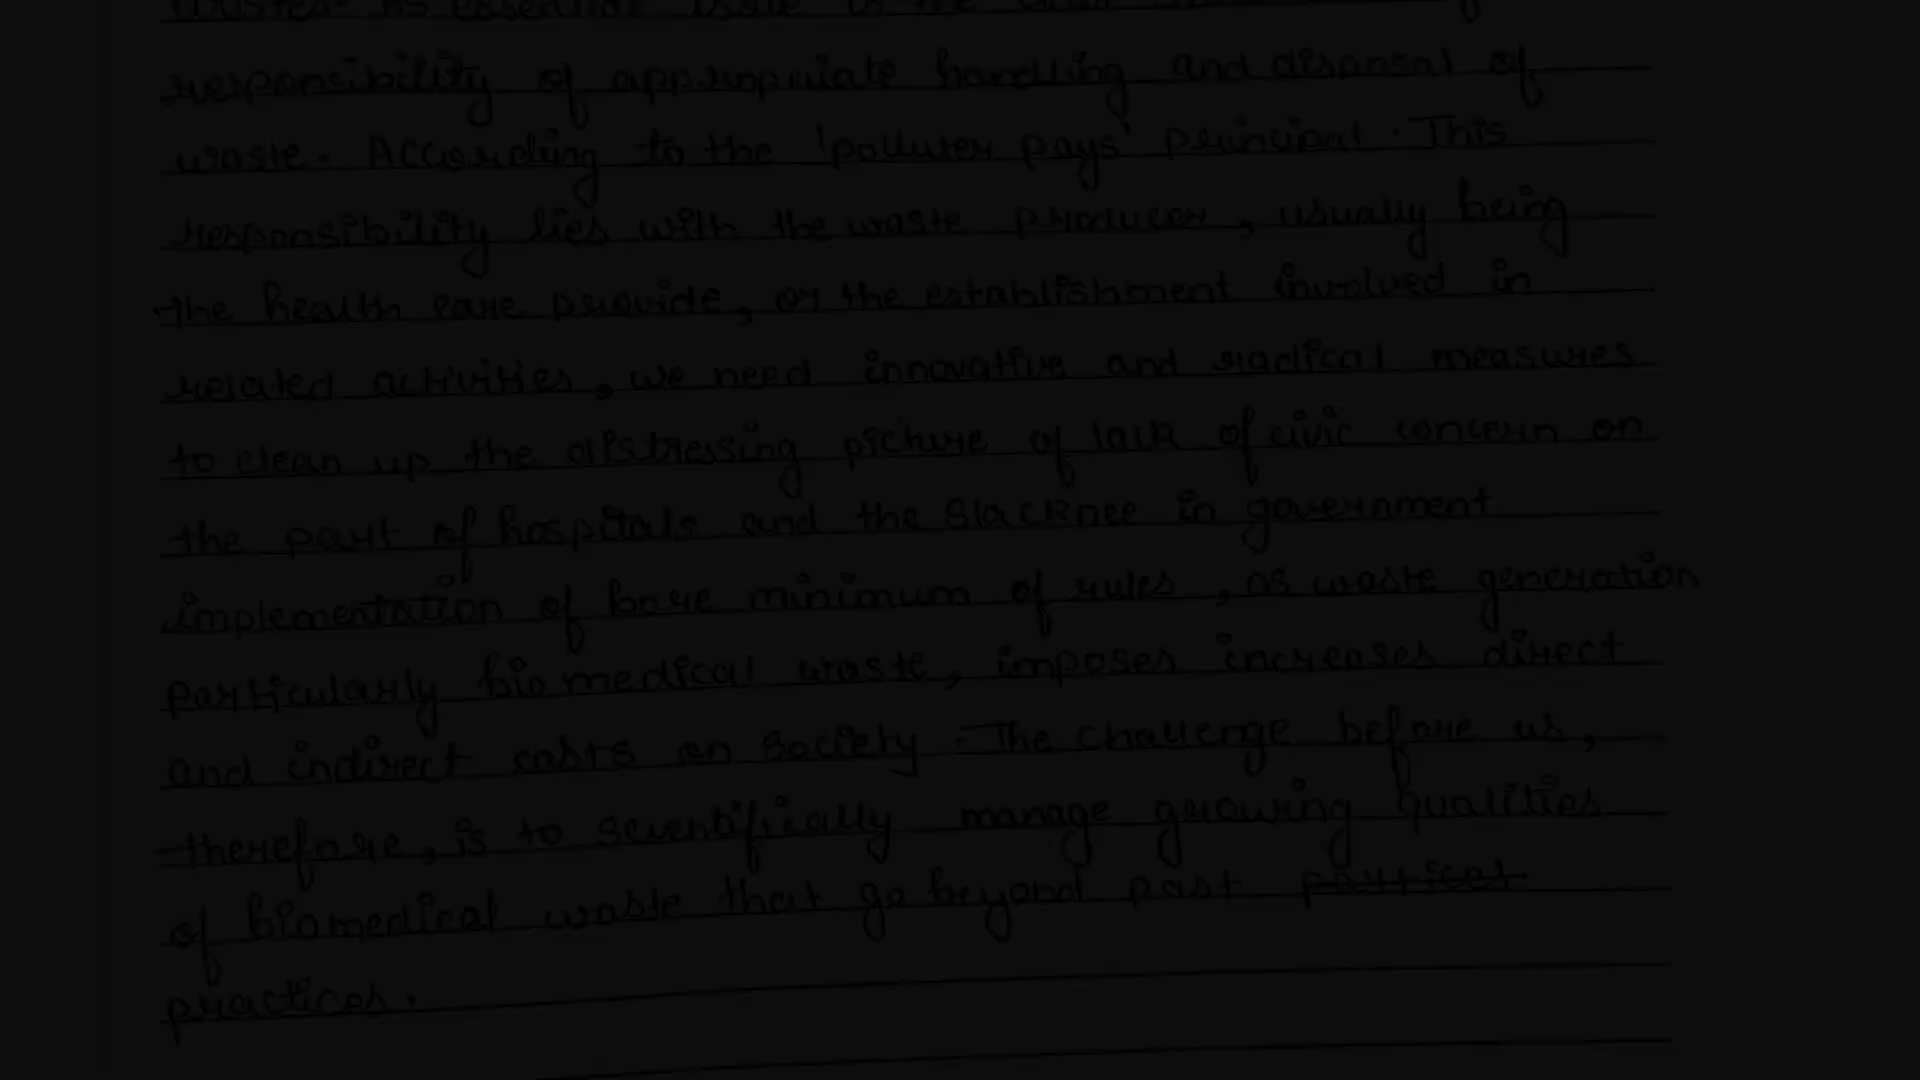 responsibility of appropriate handling and disposal of
waste. According to the 'polluter pays' principal. This
responsibility lies with the waste producer, usually being
the health care provide, or the establishment involved in
related activities, we need innovative and radical measures
to clean up the distressing picture of lack of civic concern on
the part of hospitals and the Slacknee in government
implementation of bare minimum of rules, as waste generation
particularly bio medical waste, imposes increases direct
and indirect costs on society. The challenge before us,
therefore, is to scientifically manage growing qualities
of biomedical waste that go beyond past
practices.